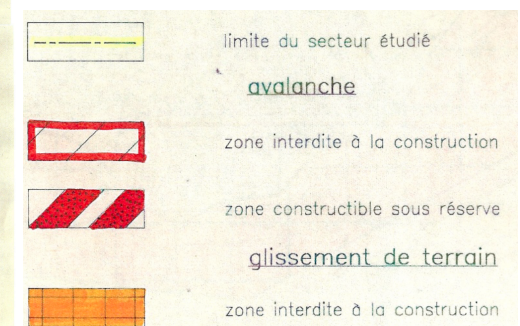 limite du secteur étudié
avalanche
zone interdite à la construction
zone constructible sous réserve
glissement de terrain
zone interdite à la construction